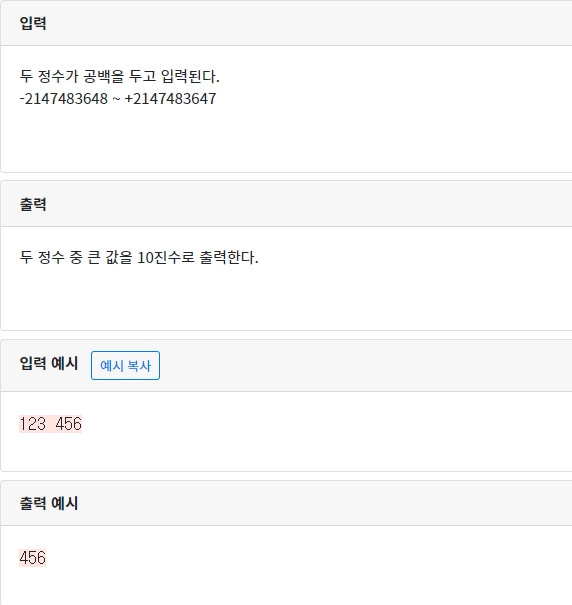 입력
두 정수가 공백을 두고 입력된다.
-2147483648 ~ +2147483647
출력
두 정수 중 큰 값을 10진수로 출력한다.
입력 예시 예시 복사
123 456
출력 예시
456